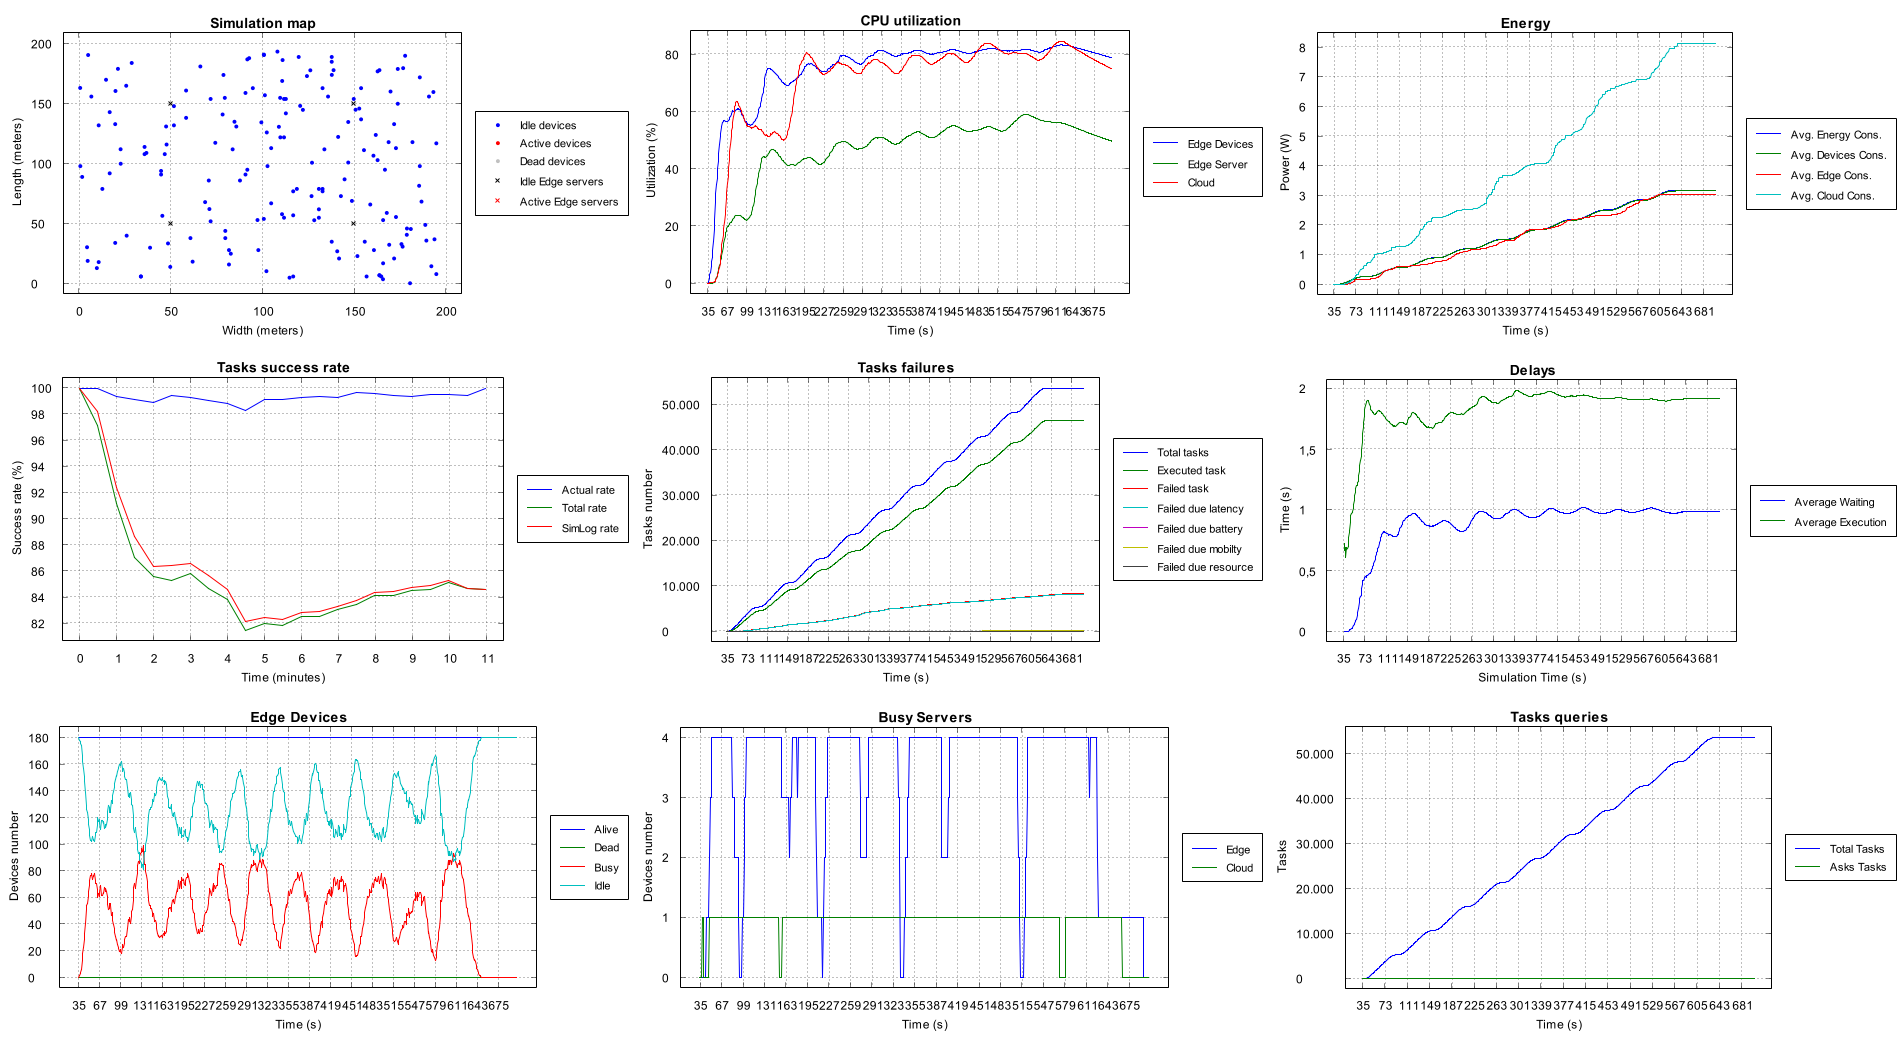 Simulation map
200
150
100
50
0
0 50 100 150 200
Length (meters)
Width (meters)
Idle devices
Active devices
Dead devices
Idle Edge servers
Active Edge servers
CPU utilization
80
60
40
20
0
Utilization (%)
Time (s)
Edge Devices
Edge Server
Cloud
Energy
8
7
6
5
4
3
2
1
0
Power (W)
Time (s)
Avg. Energy Cons.
Avg. Devices Cons.
Avg. Edge Cons.
Avg. Cloud Cons.
Tasks success rate
100
98
96
94
92
90
88
86
84
82
0 1 2 3 4 5 6 7 8 9 10 11
Success rate (%)
Time (minutes)
Actual rate
Total rate
SimLog rate
Tasks failures
50.000
40.000
30.000
20.000
10.000
0
Tasks number
Time (s)
Total tasks
Executed task
Failed task
Failed due latency
Failed due battery
Failed due mobilty
Failed due resource
Delays
2
1,5
1
0,5
0
Time (s)
Simulation Time (s)
Average Waiting
Average Execution
Edge Devices
180
160
140
120
100
80
60
40
20
0
Devices number
Time (s)
Alive
Dead
Busy
Idle
Busy Servers
4
3
2
1
0
Devices number
Time (s)
Edge
Cloud
Tasks queries
50.000
40.000
30.000
20.000
10.000
0
Tasks
Time (s)
Total Tasks
Asks Tasks